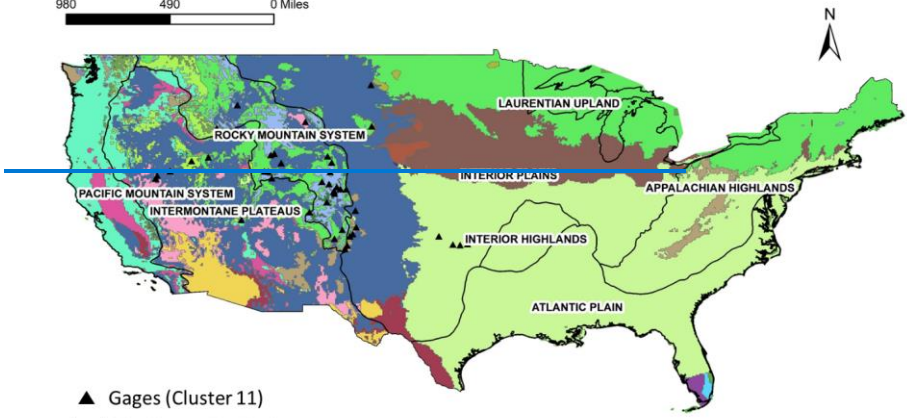 980 490 0 Miles
N
LAURENTIAN UPLAND
ROCKY MOUNTAIN SYSTEM
INTERIOR PLAINS
APPALACHIAN HIGHLANDS
PACIFIC MOUNTAIN SYSTEM
INTERMONTANE PLATEAUS
INTERIOR HIGHLANDS
ATLANTIC PLAIN
Gages (Cluster 11)